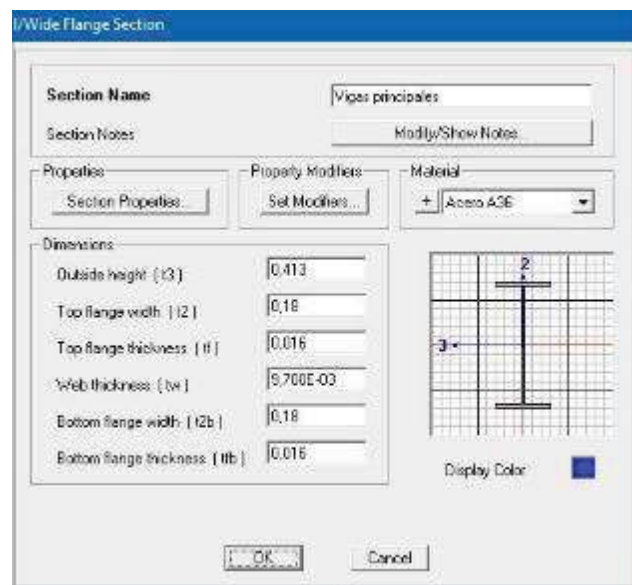 I/Wide Flange Section
Section Name Vigas principales
Section Notes Modify/Show Notes...
Properties Property Modifiers Material
Section Properties... Set Modifiers... + Acero A36
Dimensions
Outside height ( t3 ) 0,413
Top flange width ( t2 ) 0,18
Top flange thickness ( tf ) 0,016
Web thickness ( tw ) 9,700E-03
Bottom flange width ( t2b ) 0,18
Bottom flange thickness ( tfb ) 0,016
2
3
Display Color
OK Cancel